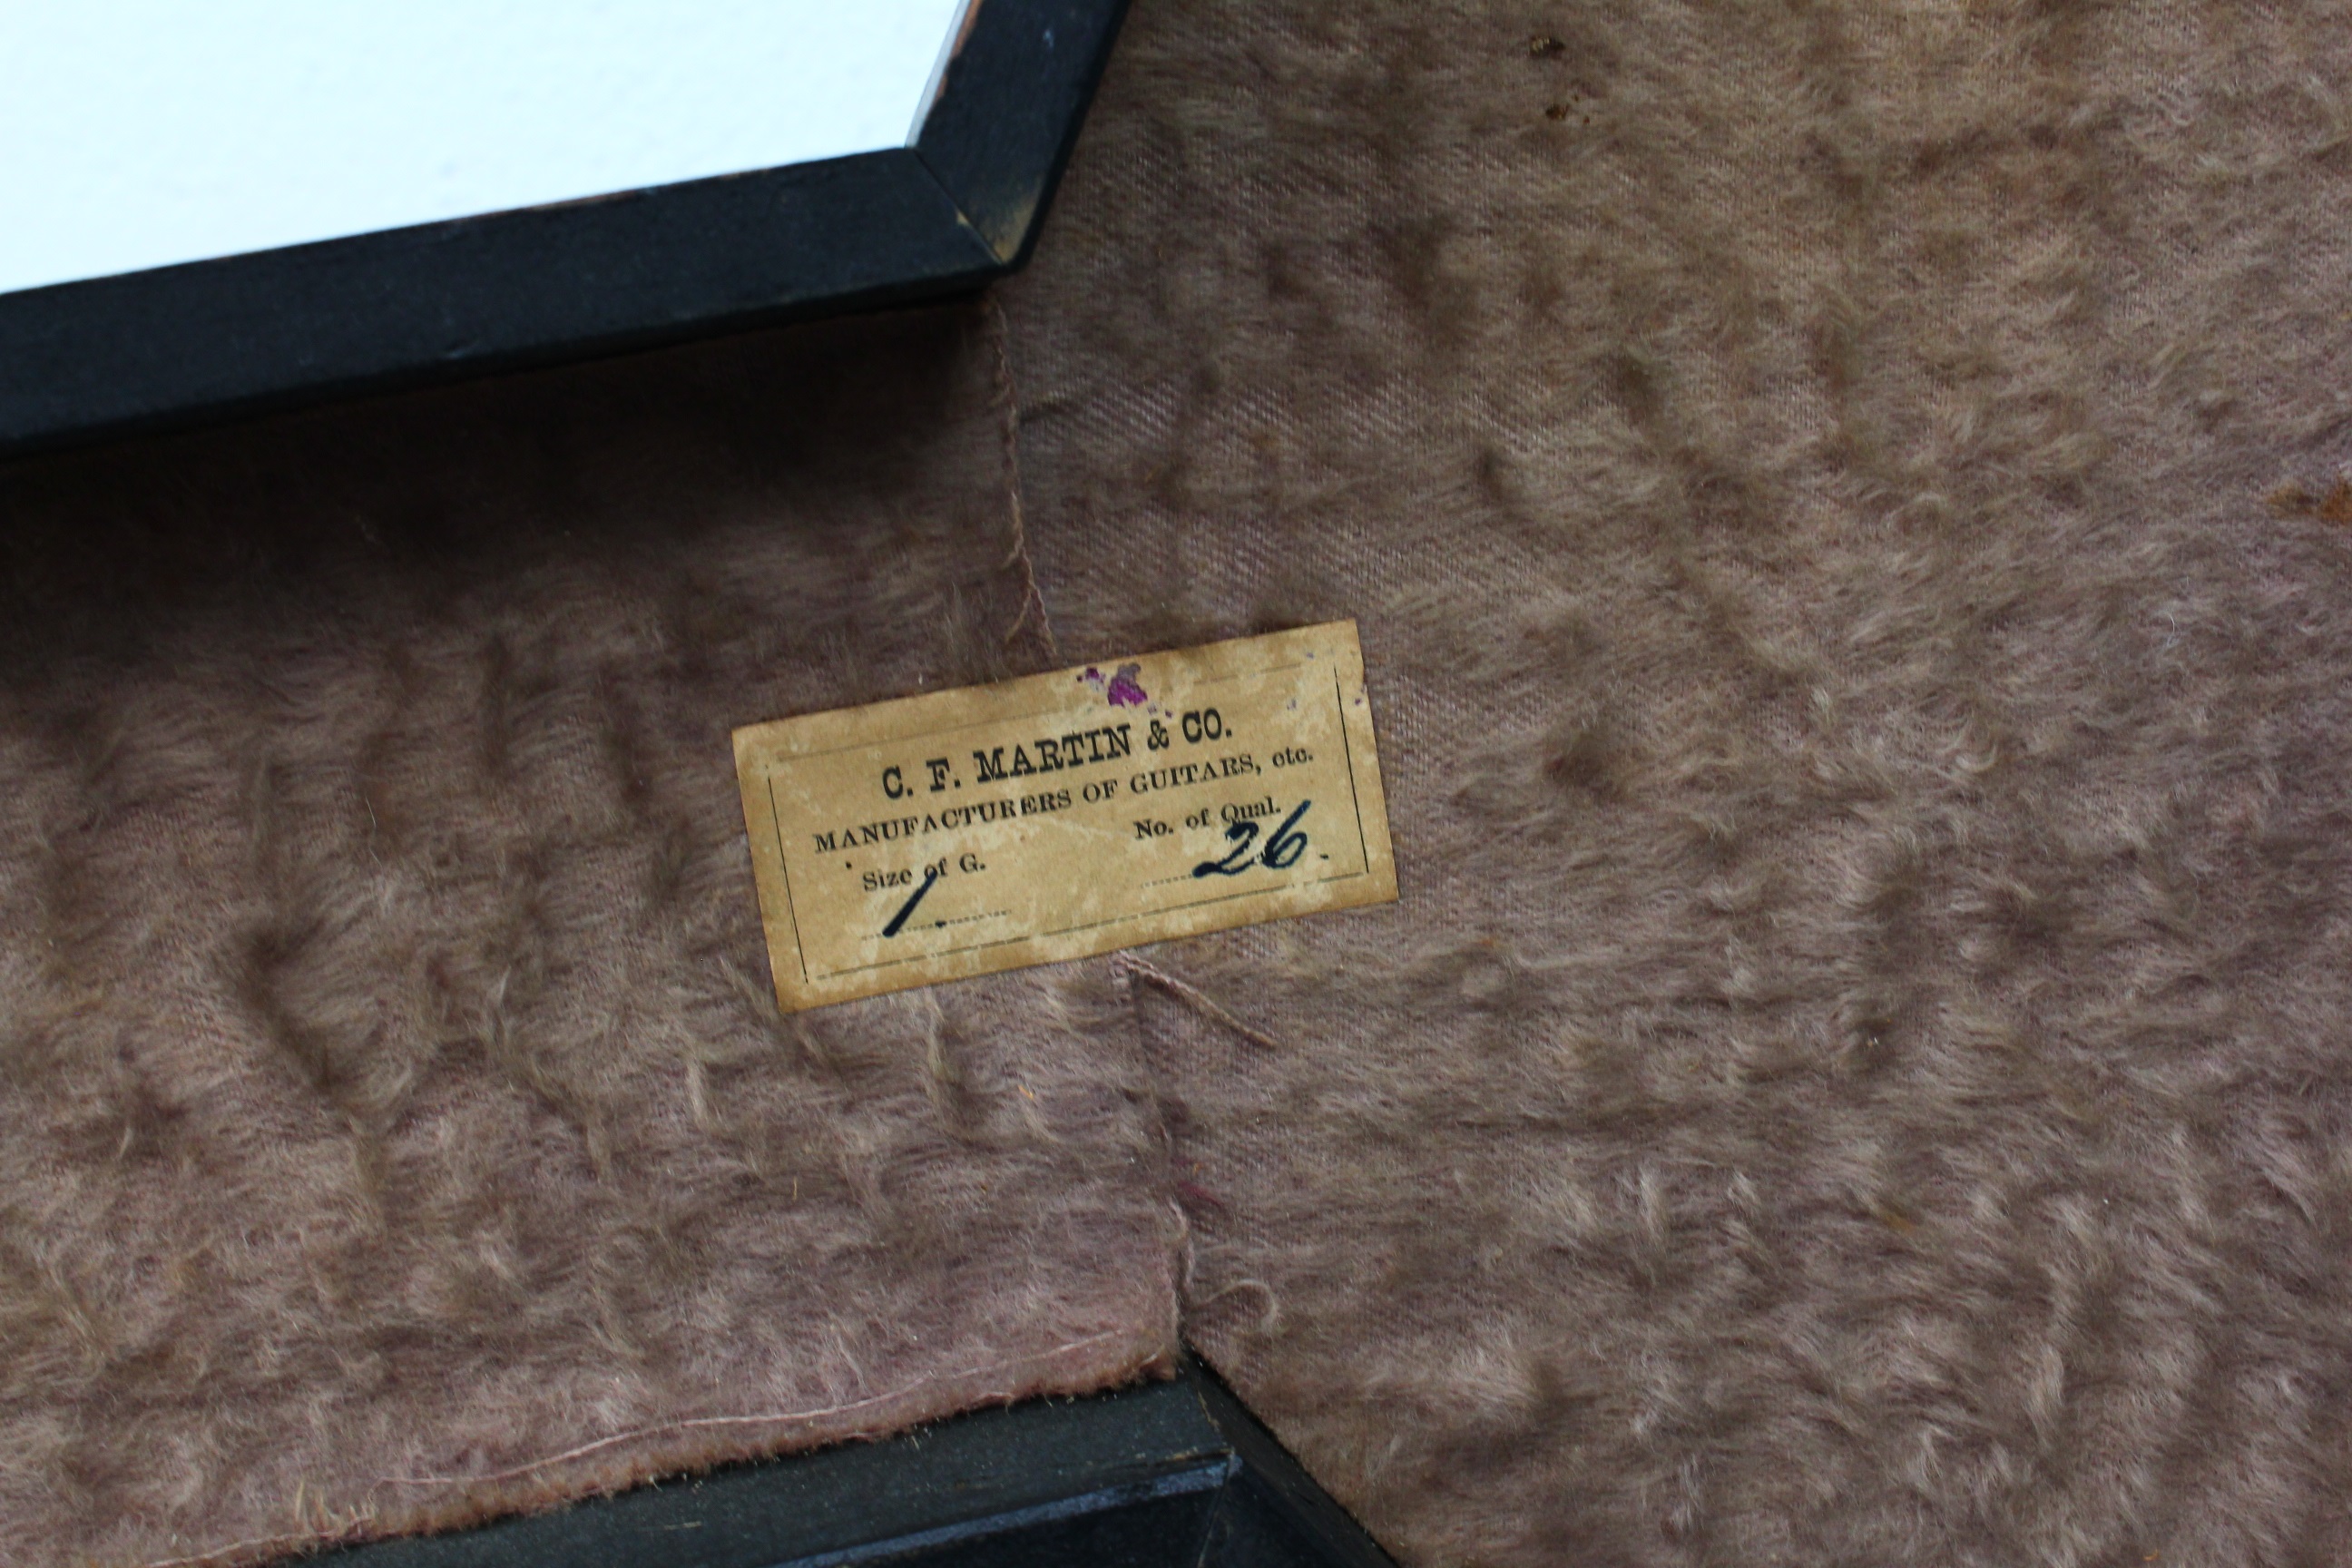 C. F. MARTIN & CO.
MANUFACTURERS OF GUITARS, etc.
Size of G. No. of Qual.
1. 26.